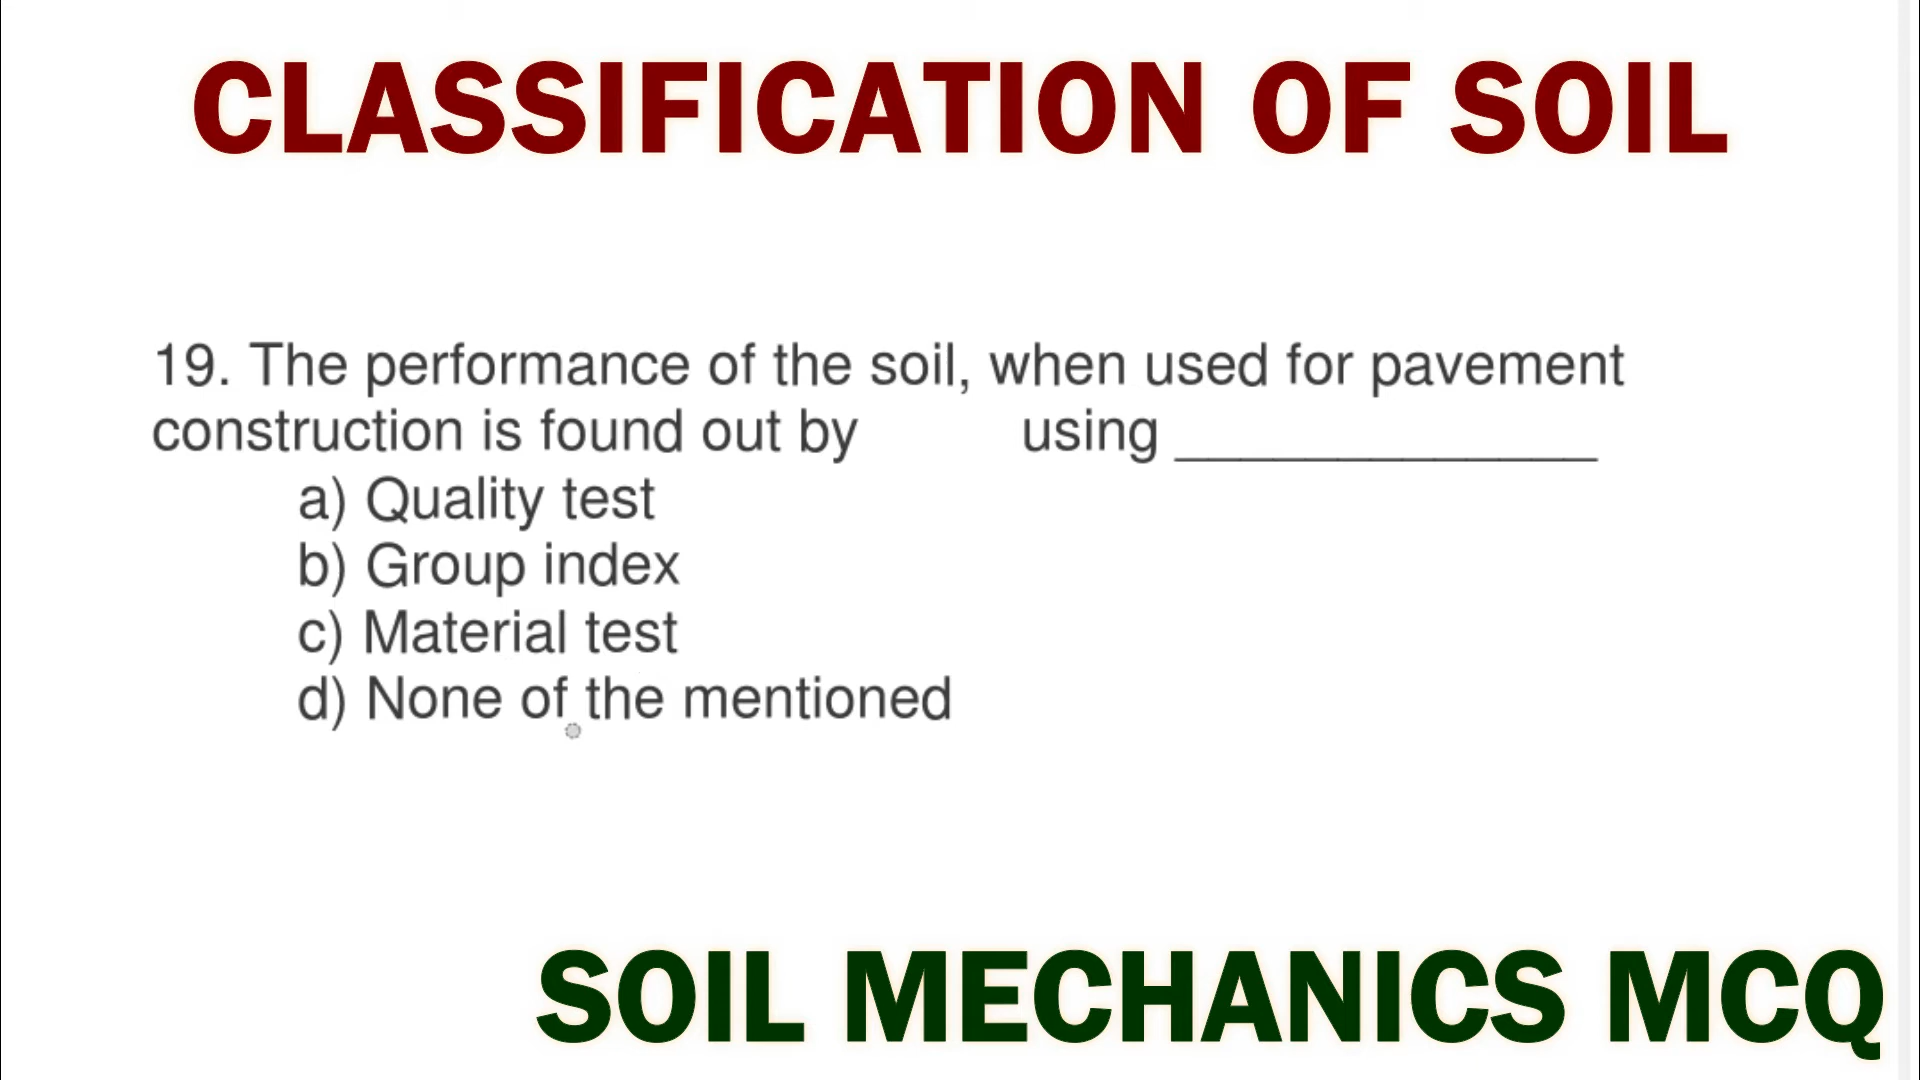 CLASSIFICATION OF SOIL
19. The performance of the soil, when used for pavement
construction is found out by using _____________
a) Quality test
b) Group index
c) Material test
d) None of the mentioned
SOIL MECHANICS MCQ